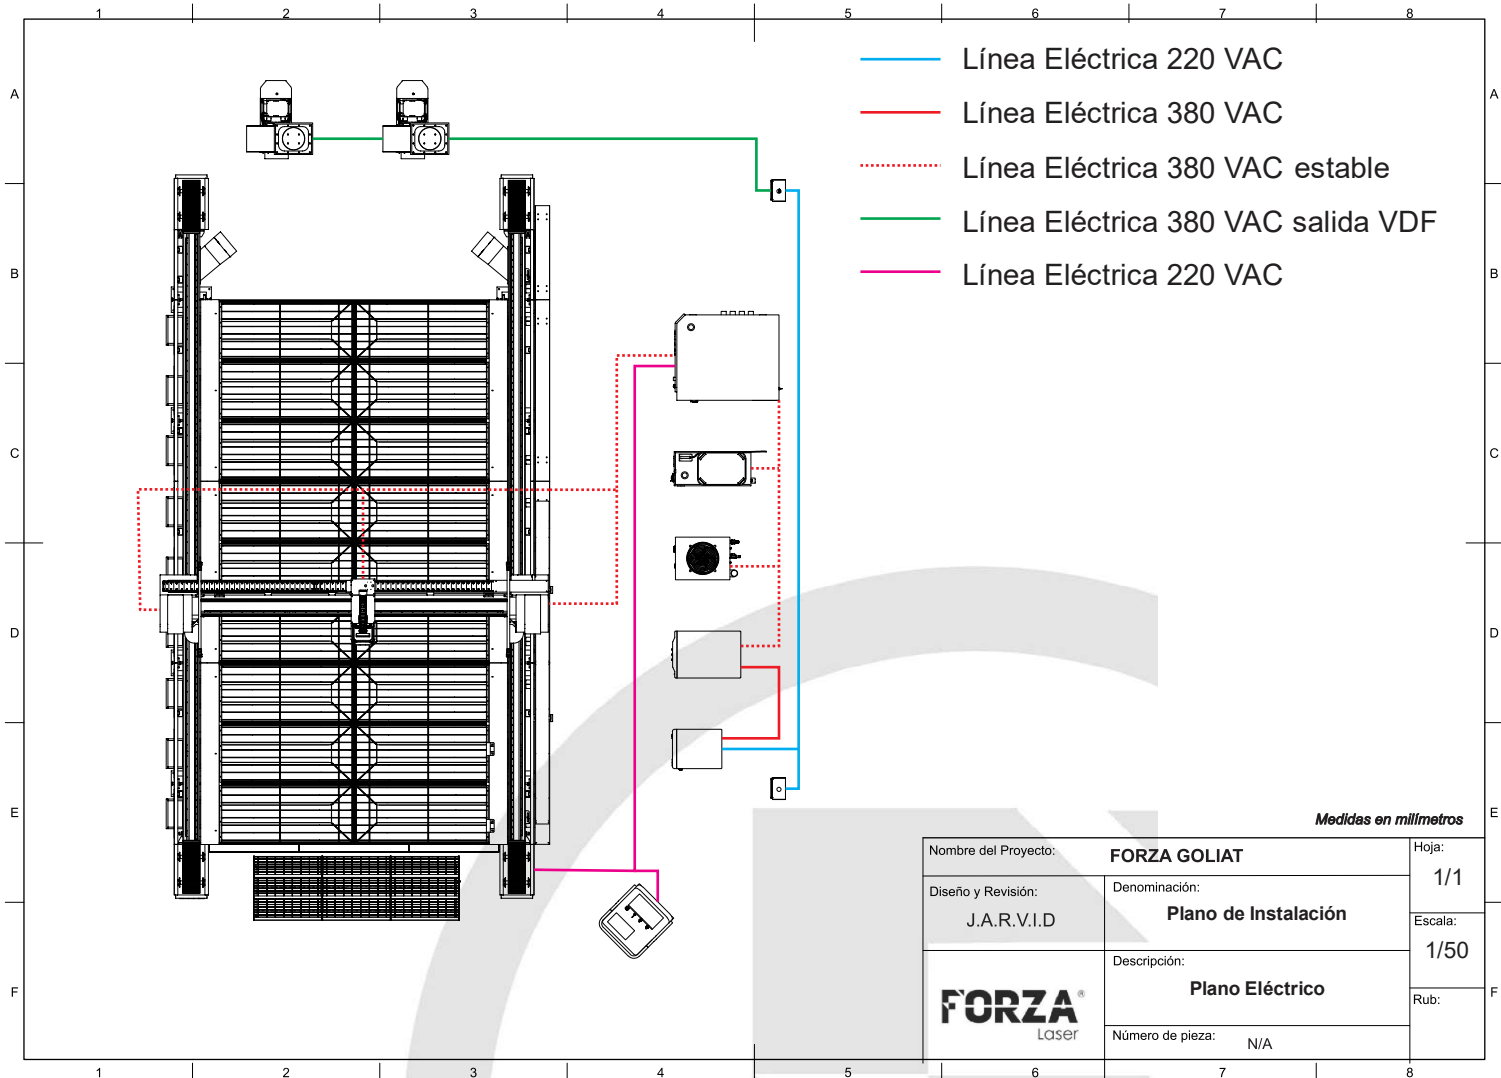 1 2 3 4 5 6 7 8
A A
B B
C C
D D
E E
F F
Línea Eléctrica 220 VAC
Línea Eléctrica 380 VAC
Línea Eléctrica 380 VAC estable
Línea Eléctrica 380 VAC salida VDF
Línea Eléctrica 220 VAC
Medidas en milímetros
Nombre del Proyecto:
FORZA GOLIAT
Hoja:
1/1
Diseño y Revisión:
J.A.R.V.I.D
Denominación:
Plano de Instalación
Escala:
1/50
Descripción:
Plano Eléctrico
Rub:
FORZA®
Laser
Número de pieza:
N/A
1 2 3 4 5 6 7 8